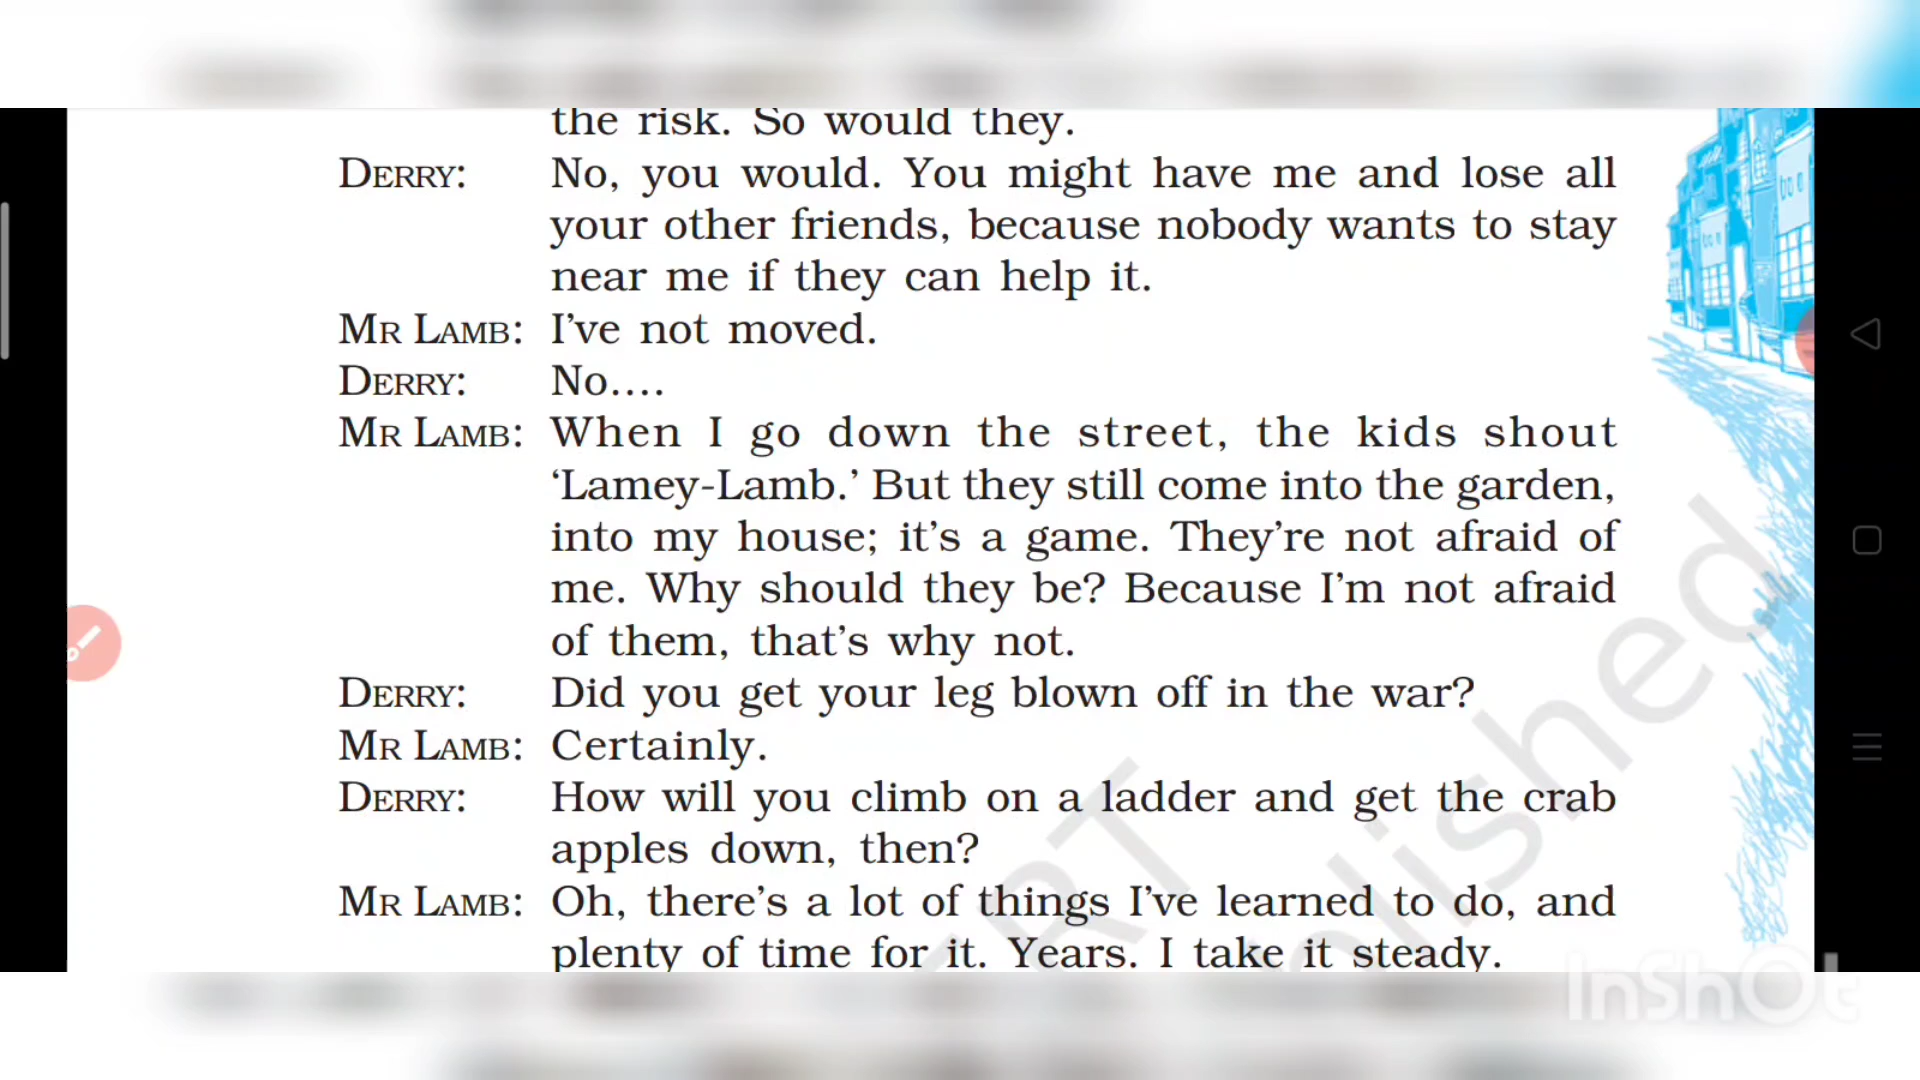 the risk. So would they.
DERRY: No, you would. You might have me and lose all
your other friends, because nobody wants to stay
near me if they can help it.
MR LAMB: I've not moved.
DERRY: No....
MR LAMB: When I go down the street, the kids shout
‘Lamey-Lamb.’ But they still come into the garden,
into my house; it's a game. They're not afraid of
me. Why should they be? Because I'm not afraid
of them, that's why not.
DERRY: Did you get your leg blown off in the war?
MR LAMB: Certainly.
DERRY: How will you climb on a ladder and get the crab
apples down, then?
MR LAMB: Oh, there's a lot of things I've learned to do, and
plenty of time for it. Years. I take it steady.
InShOt